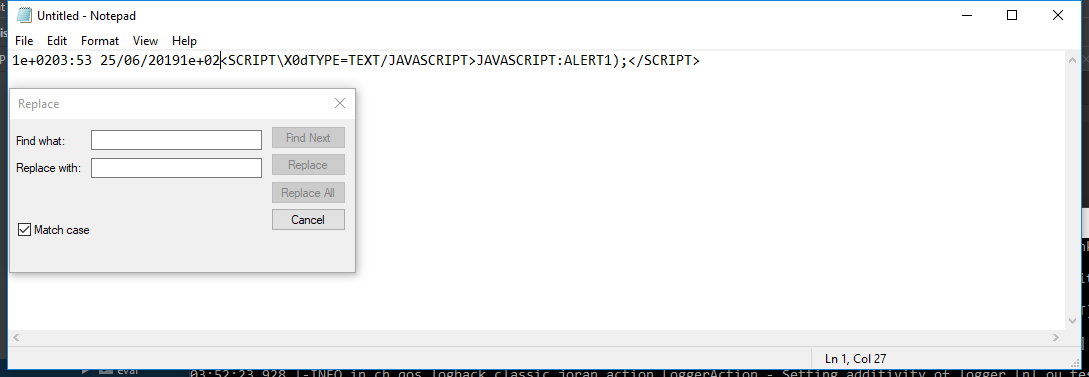 Untitled - Notepad
File Edit Format View Help
1e+0203:53 25/06/20191e+02<SCRIPT\X0dTYPE=TEXT/JAVASCRIPT>JAVASCRIPT:ALERT1);</SCRIPT>
Replace
Find what:
Find Next
Replace with:
Replace
Replace All
Cancel
Match case
Ln 1, Col 27
eval
03:52:23,928 |-INFO in ch.qos.logback.classic.joran.action.LoggerAction - Setting additivity of logger